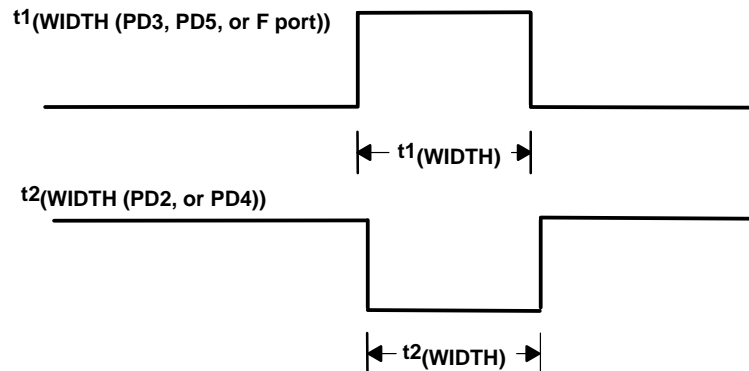 t1(WIDTH (PD3, PD5, or F port))
t1(WIDTH)
t2(WIDTH (PD2, or PD4))
t2(WIDTH)